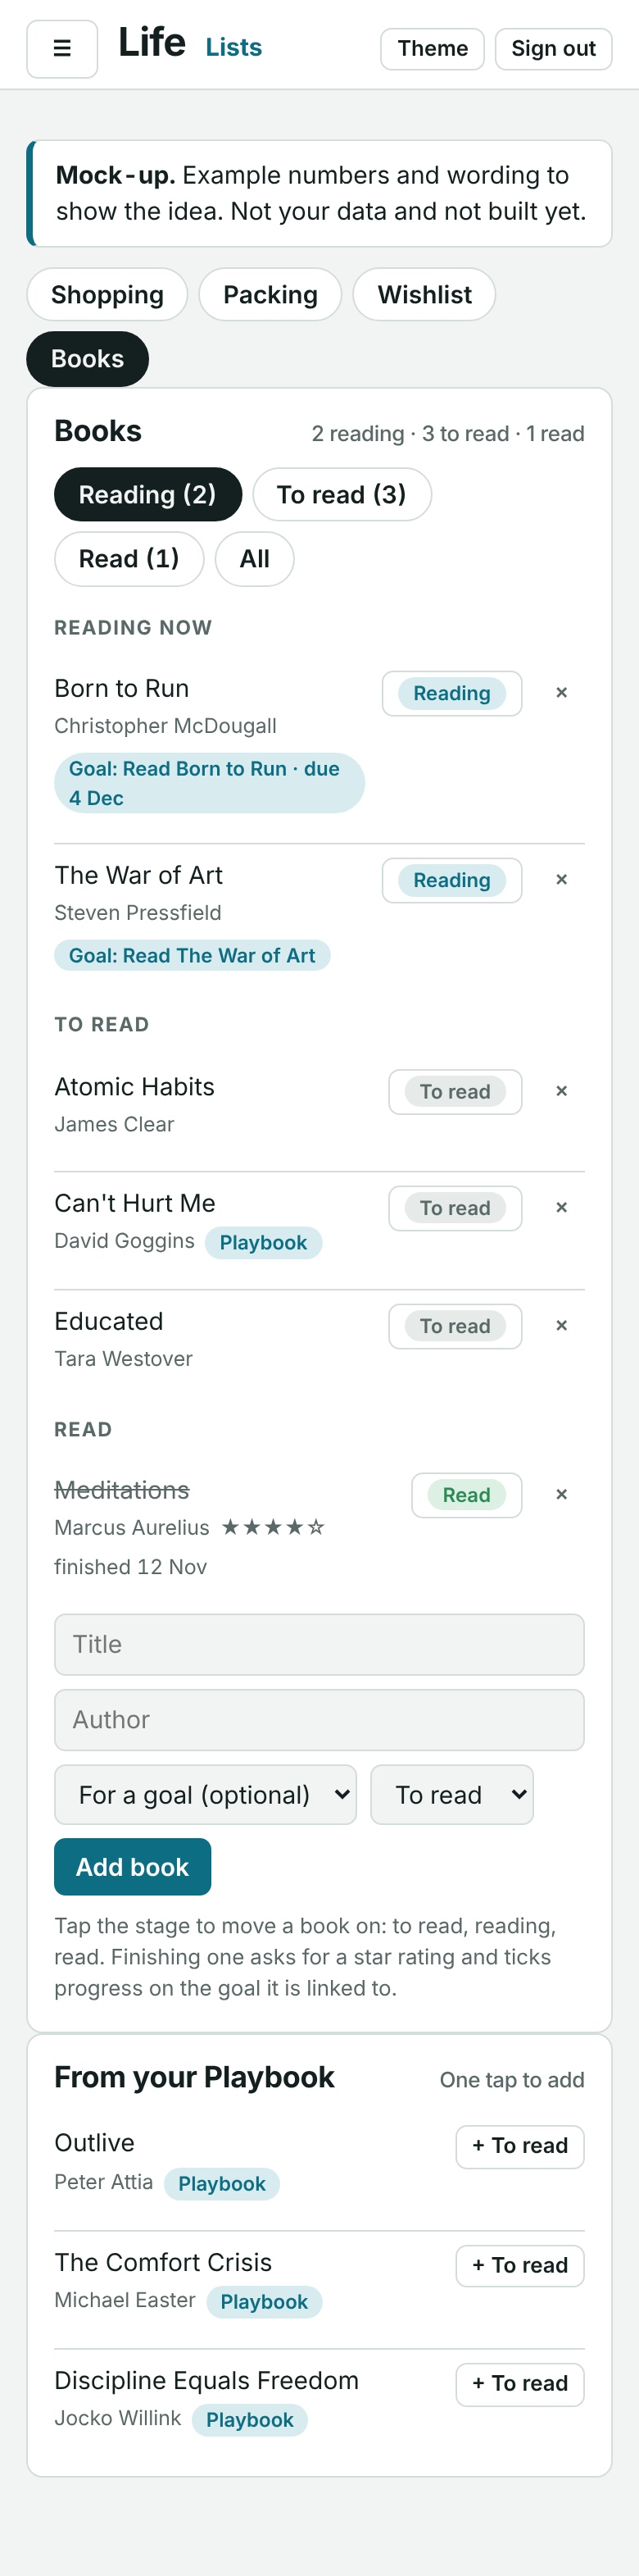 ☰ Life Lists Theme Sign out
Mock-up. Example numbers and wording to
show the idea. Not your data and not built yet.
Shopping Packing Wishlist
Books
Books 2 reading · 3 to read · 1 read
Reading (2) To read (3)
Read (1) All
READING NOW
Born to Run Reading ×
Christopher McDougall
Goal: Read Born to Run · due
4 Dec
The War of Art Reading ×
Steven Pressfield
Goal: Read The War of Art
TO READ
Atomic Habits To read ×
James Clear
Can't Hurt Me To read ×
David Goggins Playbook
Educated To read ×
Tara Westover
READ
Meditations Read ×
Marcus Aurelius ★★★★☆
finished 12 Nov
Title
Author
For a goal (optional) To read
Add book
Tap the stage to move a book on: to read, reading,
read. Finishing one asks for a star rating and ticks
progress on the goal it is linked to.
From your Playbook One tap to add
Outlive + To read
Peter Attia Playbook
The Comfort Crisis + To read
Michael Easter Playbook
Discipline Equals Freedom + To read
Jocko Willink Playbook